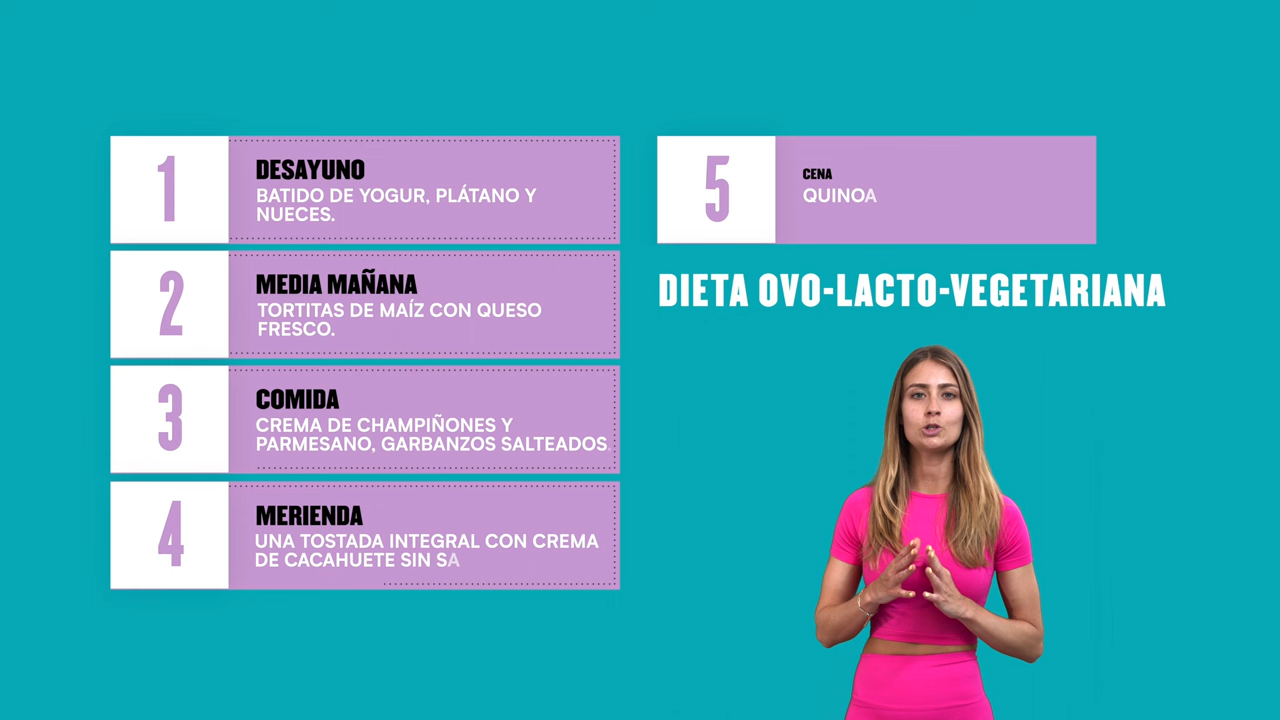 1
DESAYUNO
BATIDO DE YOGUR, PLÁTANO Y
NUECES.
2
MEDIA MAÑANA
TORTITAS DE MAÍZ CON QUESO
FRESCO.
3
COMIDA
CREMA DE CHAMPIÑONES Y
PARMESANO, GARBANZOS SALTEADOS
4
MERIENDA
UNA TOSTADA INTEGRAL CON CREMA
DE CACAHUETE SIN SA
5
CENA
QUINOA
DIETA OVO-LACTO-VEGETARIANA